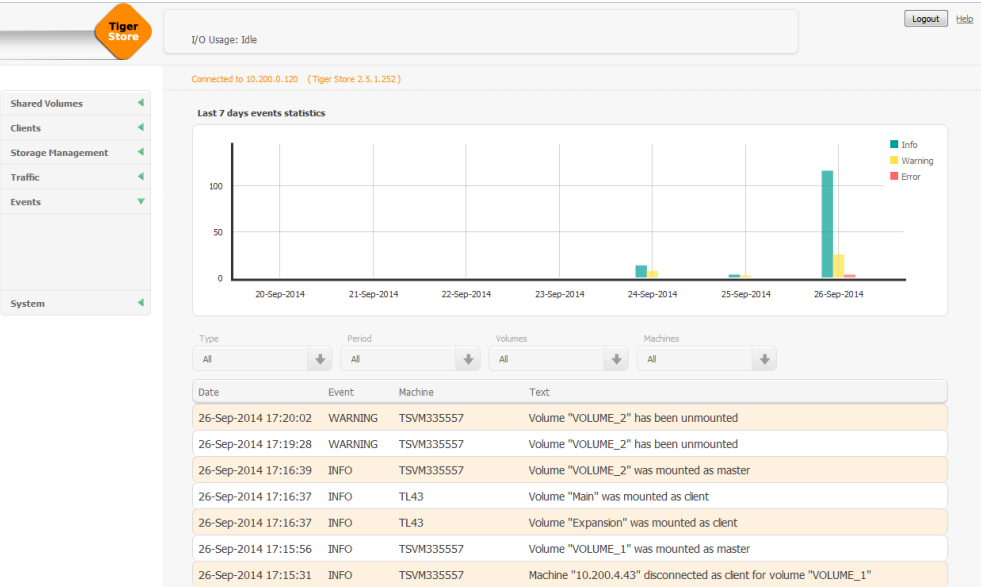 Tiger
Store
I/O Usage: Idle
Logout Help
Connected to 10.200.0.120 ( Tiger Store 2.5.1.252 )
Shared Volumes
Clients
Storage Management
Traffic
Events
System
Last 7 days events statistics
Info
Warning
Error
100
50
0
20-Sep-2014 21-Sep-2014 22-Sep-2014 23-Sep-2014 24-Sep-2014 25-Sep-2014 26-Sep-2014
Type Period Volumes Machines
All All All All
Date Event Machine Text
26-Sep-2014 17:20:02 WARNING TSVM335557 Volume "VOLUME_2" has been unmounted
26-Sep-2014 17:19:28 WARNING TSVM335557 Volume "VOLUME_2" has been unmounted
26-Sep-2014 17:16:39 INFO TSVM335557 Volume "VOLUME_2" was mounted as master
26-Sep-2014 17:16:37 INFO TL43 Volume "Main" was mounted as client
26-Sep-2014 17:16:37 INFO TL43 Volume "Expansion" was mounted as client
26-Sep-2014 17:15:56 INFO TSVM335557 Volume "VOLUME_1" was mounted as master
26-Sep-2014 17:15:31 INFO TSVM335557 Machine "10.200.4.43" disconnected as client for volume "VOLUME_1"